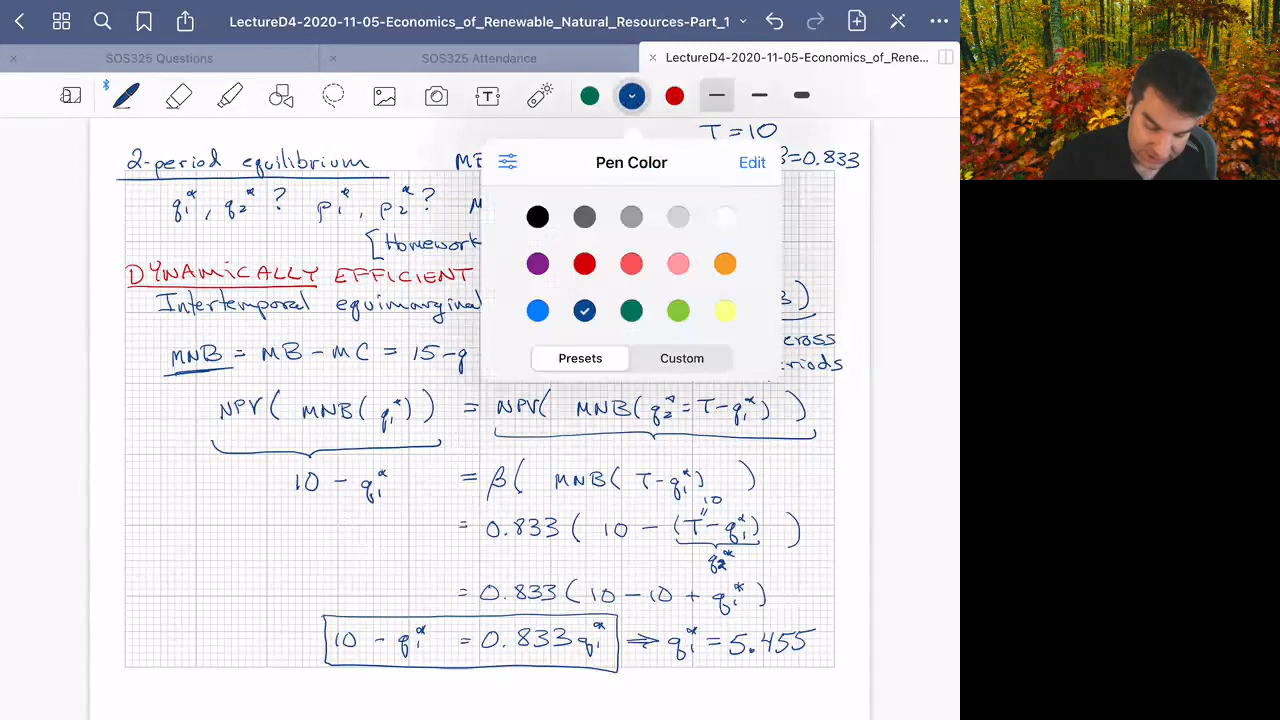 LectureD4-2020-11-05-Economics_of_Renewable_Natural_Resources-Part_1
SOS325 Questions
SOS325 Attendance
LectureD4-2020-11-05-Economics_of_Rene...
T = 10
2-period equilibrium
=0.833
q₁*, q₂* ? p₁*, p₂* ?
[Homework
DYNAMICALLY EFFICIENT
Intertemporal equimarginal
MNB = MB - MC = 15 - q
NPV( MNB( q₁* ) ) = NPV( MNB( q₂* = T - q₁* ) )
10 - q₁* = β( MNB( T - q₁* ) )
10
= 0.833 ( 10 - (T - q₁*) )
q₂*
= 0.833 ( 10 - 10 + q₁* )
10 - q₁* = 0.833 q₁* ⇒ q₁* = 5.455
Pen Color
Edit
Presets
Custom